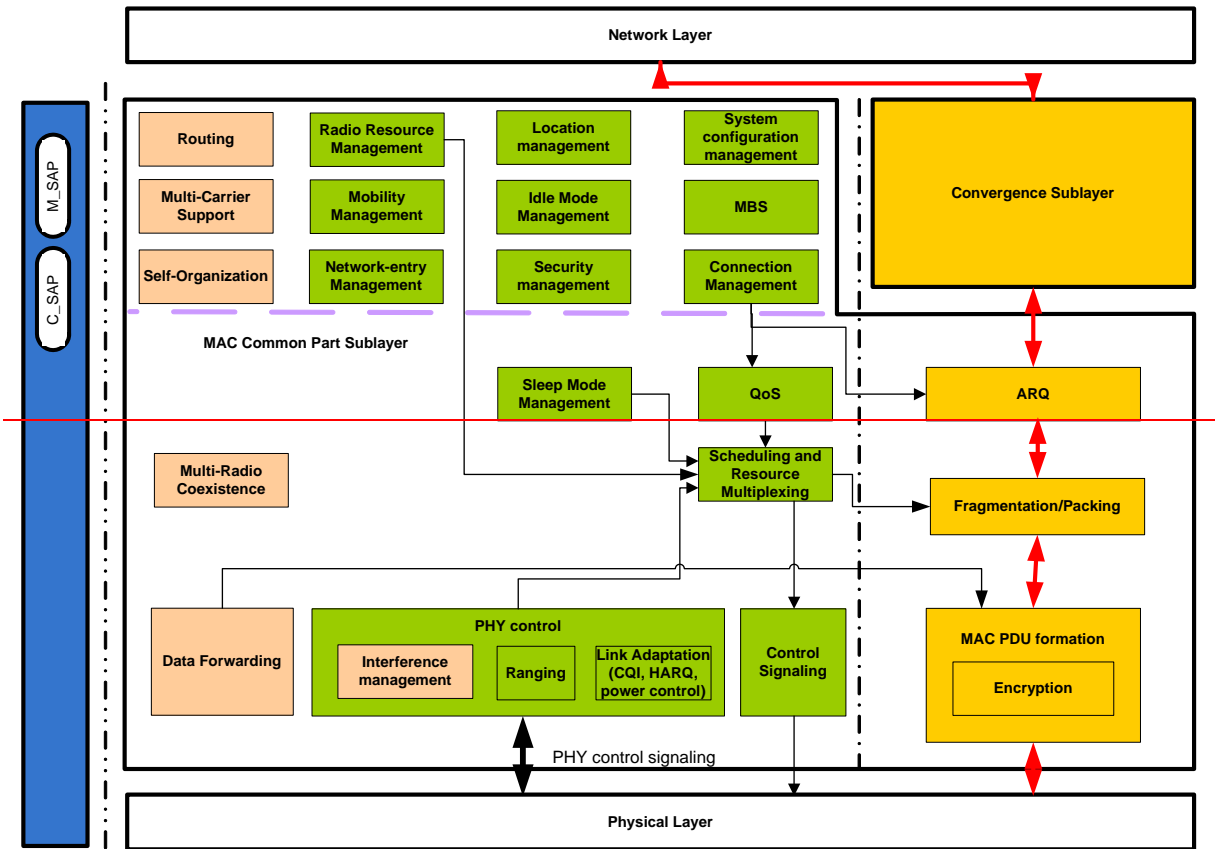 Network Layer
M_SAP
C_SAP
Routing
Radio Resource
Management
Location
management
System
configuration
management
Convergence Sublayer
Multi-Carrier
Support
Mobility
Management
Idle Mode
Management
MBS
Self-Organization
Network-entry
Management
Security
management
Connection
Management
MAC Common Part Sublayer
Sleep Mode
Management
QoS
ARQ
Multi-Radio
Coexistence
Scheduling and
Resource
Multiplexing
Fragmentation/Packing
Data Forwarding
PHY control
Interference
management
Ranging
Link Adaptation
(CQI, HARQ,
power control)
Control
Signaling
MAC PDU formation
Encryption
PHY control signaling
Physical Layer